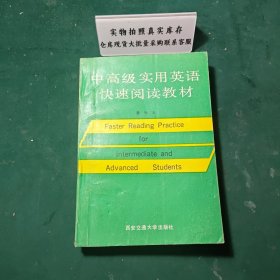 实物拍照真实库存
仓库现货大批量采购联系客服
中高级实用英语
快速阅读教材
Faster Reading Practice
for
Intermediate and
Advanced Students
西安交通大学出版社